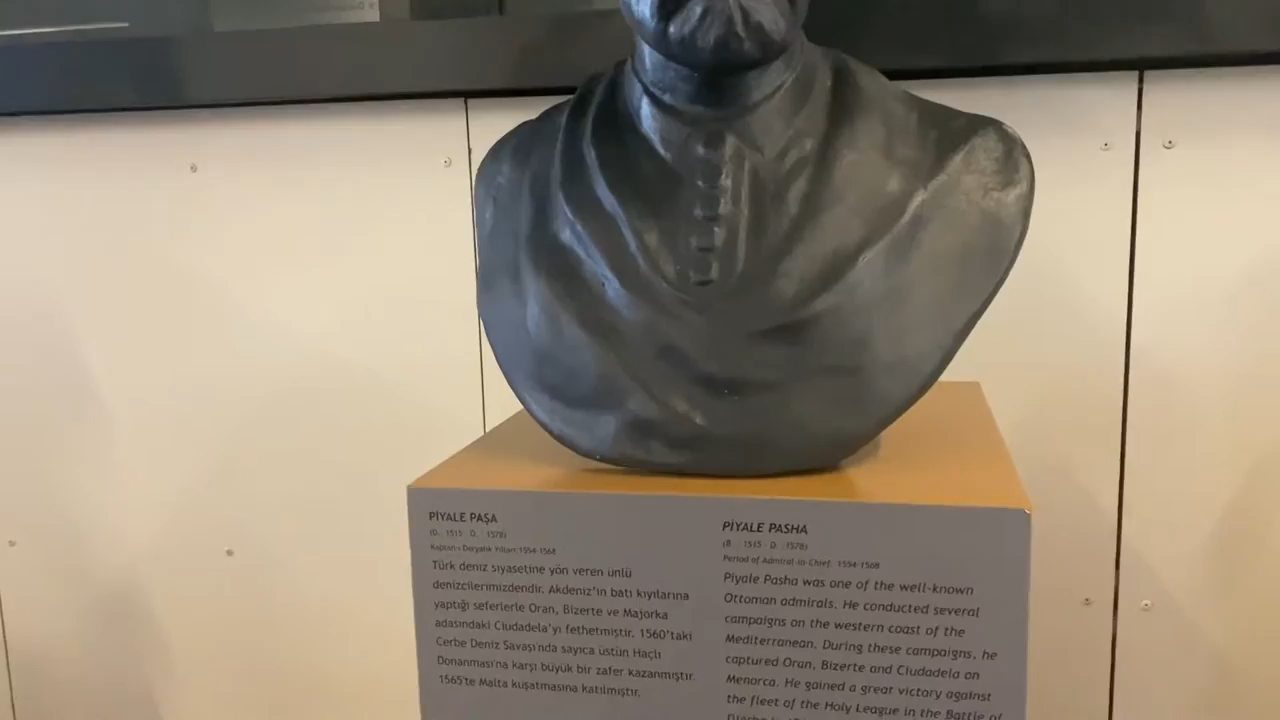 PİYALE PAŞA
(D. 1515 - Ö. 1578)
Kaptan-ı Deryalık Yılları:1554-1568
Türk deniz siyasetine yön veren ünlü
denizcilerimizdendir. Akdeniz'in batı kıyılarına
yaptığı seferlerle Oran, Bizerte ve Majorka
adasındaki Ciudadela'yı fethetmiştir. 1560'taki
Cerbe Deniz Savaşı'nda sayıca üstün Haçlı
Donanması'na karşı büyük bir zafer kazanmıştır.
1565'te Malta kuşatmasına katılmıştır.
PİYALE PASHA
(B. 1515 - D. 1578)
Period of Admiral-in-Chief: 1554-1568
Piyale Pasha was one of the well-known
Ottoman admirals. He conducted several
campaigns on the western coast of the
Mediterranean. During these campaigns, he
captured Oran, Bizerte and Ciudadela on
Menorca. He gained a great victory against
the fleet of the Holy League in the Battle of